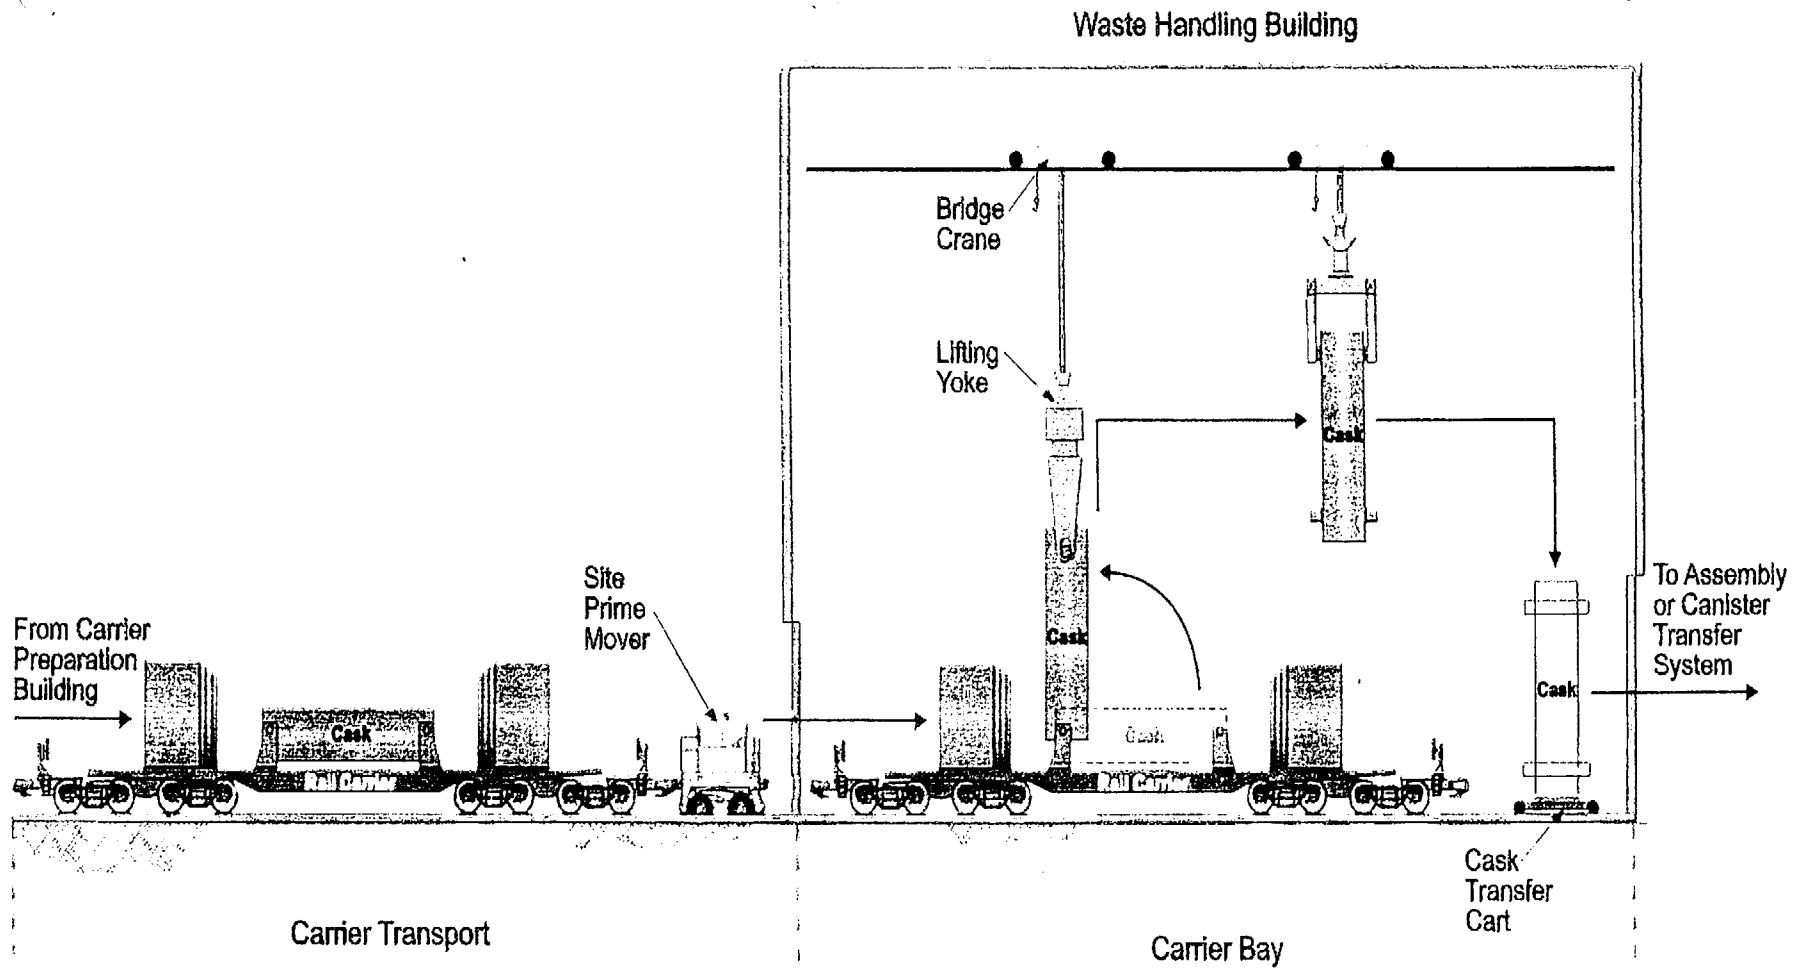 Waste Handling Building
Bridge
Crane
Lifting
Yoke
Cask
Site
Prime
Mover
To Assembly
or Canister
Transfer
System
From Carrier
Preparation
Building
Cask
Cask
Cask
Cask
Cask
Transfer
Cart
Carrier Transport
Carrier Bay